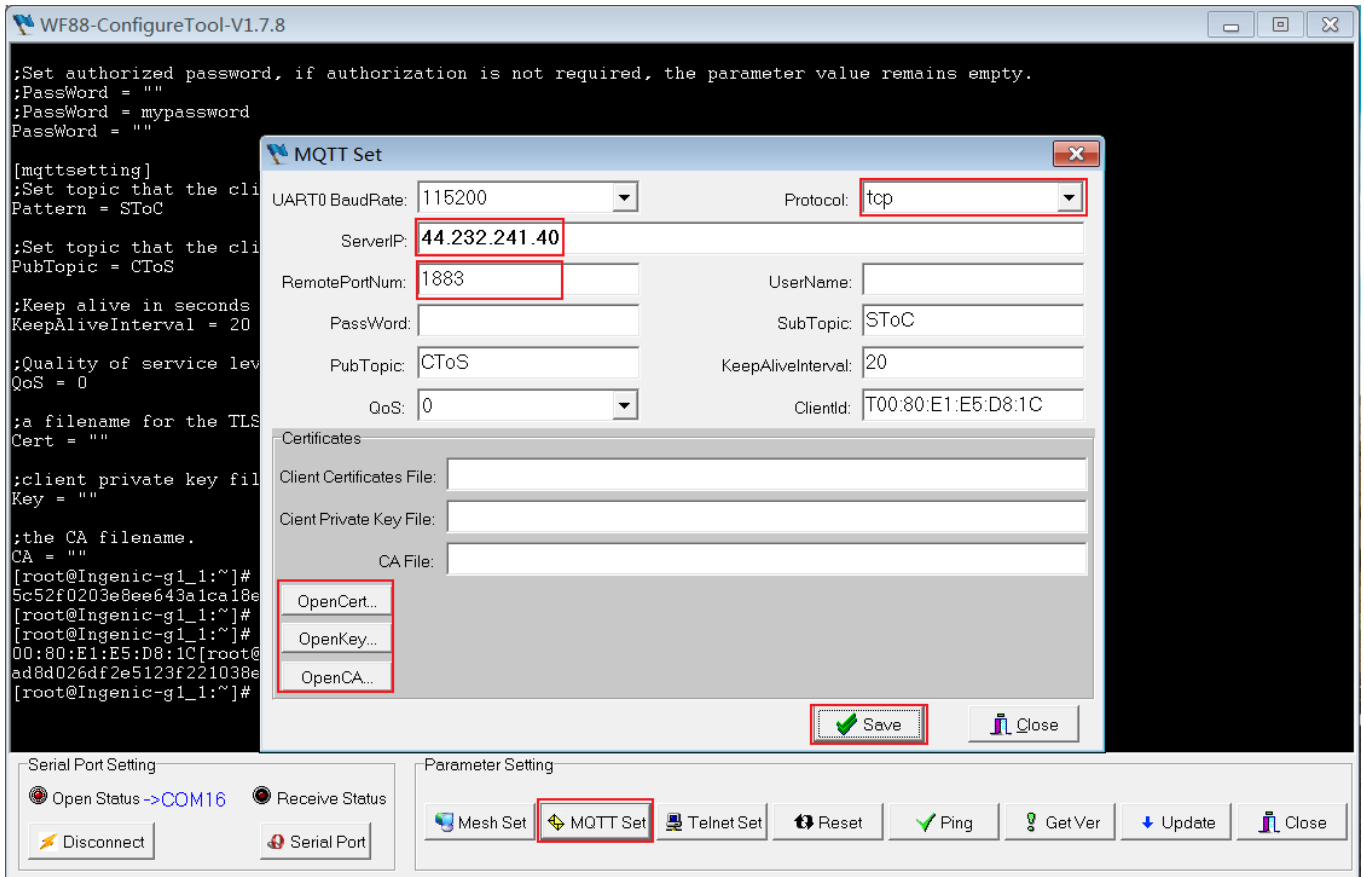 WF88-ConfigureTool-V1.7.8
;Set authorized password, if authorization is not required, the parameter value remains empty.
;PassWord = ""
;PassWord = mypassword
PassWord = ""
[mqttsetting]
;Set topic that the cli
Pattern = SToC
;Set topic that the cli
PubTopic = CToS
;Keep alive in seconds
KeepAliveInterval = 20
;Quality of service lev
QoS = 0
;a filename for the TLS
Cert = ""
;client private key fil
Key = ""
;the CA filename.
CA = ""
[root@Ingenic-g1_1:~]#
5c52f0203e8ee643a1ca18e
[root@Ingenic-g1_1:~]#
[root@Ingenic-g1_1:~]#
00:80:E1:E5:D8:1C[root@
ad8d026df2e5123f221038e
[root@Ingenic-g1_1:~]#
MQTT Set
UART0 BaudRate: 115200 Protocol: tcp
ServerIP: 44.232.241.40
RemotePortNum: 1883 UserName:
PassWord: SubTopic: SToC
PubTopic: CToS KeepAliveInterval: 20
QoS: 0 ClientId: T00:80:E1:E5:D8:1C
Certificates
Client Certificates File:
Cient Private Key File:
CA File:
OpenCert...
OpenKey...
OpenCA...
Save Close
Serial Port Setting
Open Status ->COM16 Receive Status
Disconnect Serial Port
Parameter Setting
Mesh Set MQTT Set Telnet Set Reset Ping Get Ver Update Close